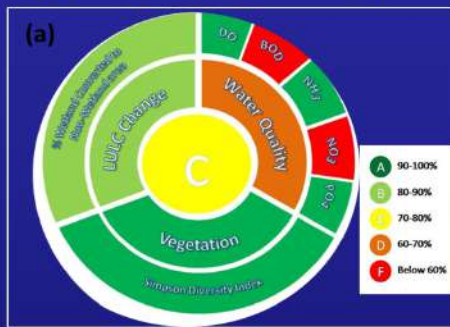 (a)
DO
BOD
NH3
NO3
PO4
% Wetland Converted to
Non-Wetland area
LULC Change
Water Quality
C
Vegetation
Simpson Diversity Index
A 90-100%
B 80-90%
C 70-80%
D 60-70%
F Below 60%